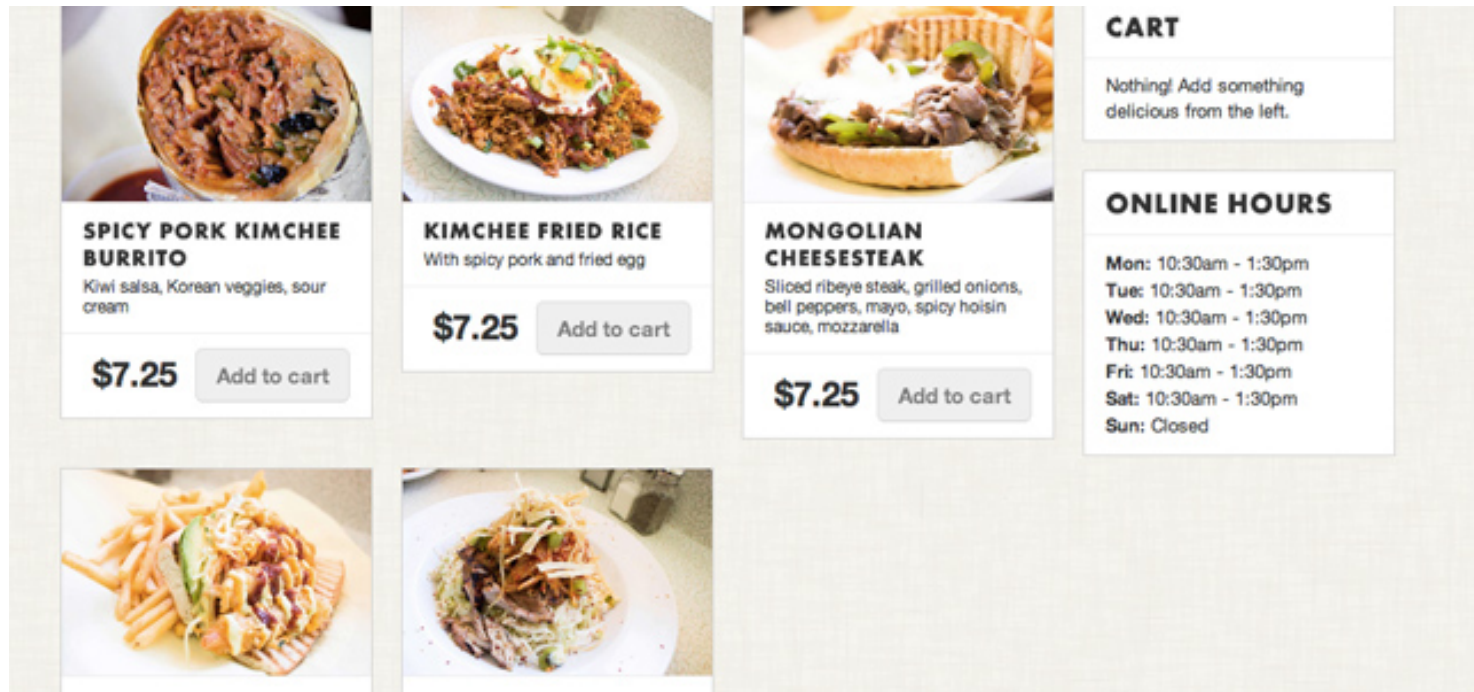 SPICY PORK KIMCHEE
BURRITO
Kiwi salsa, Korean veggies, sour
cream
$7.25
Add to cart
KIMCHEE FRIED RICE
With spicy pork and fried egg
$7.25
Add to cart
MONGOLIAN
CHEESESTEAK
Sliced ribeye steak, grilled onions,
bell peppers, mayo, spicy hoisin
sauce, mozzarella
$7.25
Add to cart
CART
Nothing! Add something
delicious from the left.
ONLINE HOURS
Mon: 10:30am - 1:30pm
Tue: 10:30am - 1:30pm
Wed: 10:30am - 1:30pm
Thu: 10:30am - 1:30pm
Fri: 10:30am - 1:30pm
Sat: 10:30am - 1:30pm
Sun: Closed